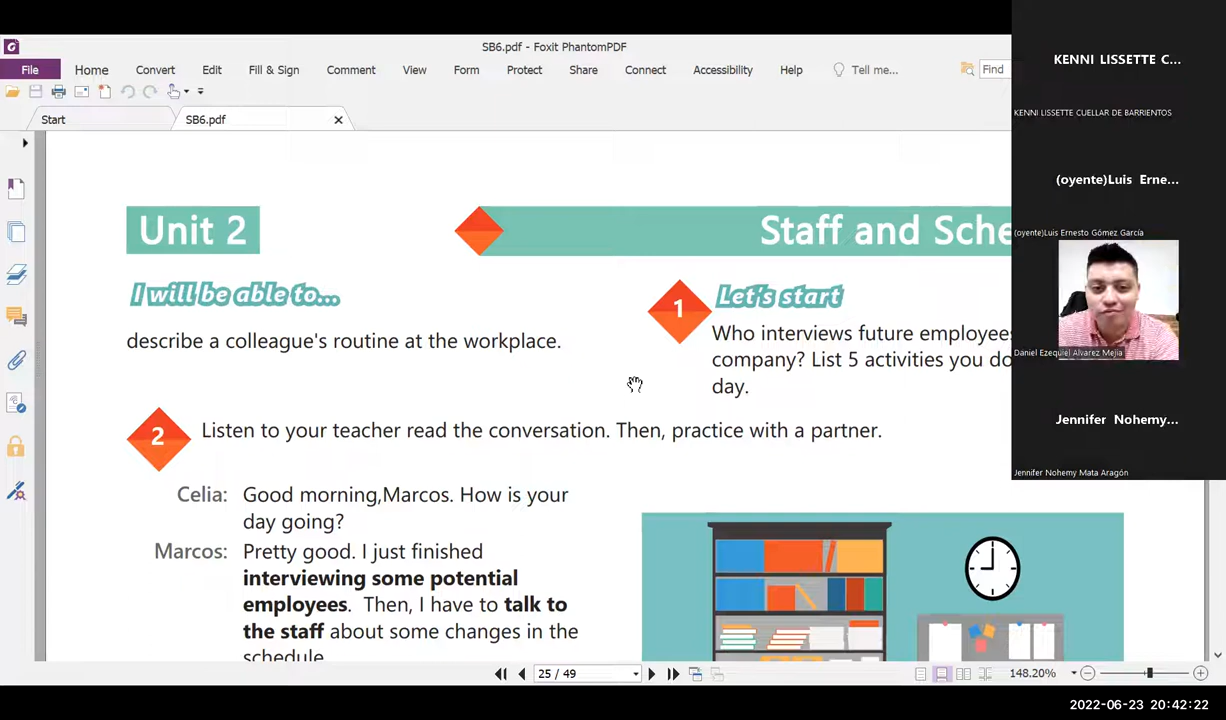 SB6.pdf - Foxit PhantomPDF
File Home Convert Edit Fill & Sign Comment View Form Protect Share Connect Accessibility Help Tell me... Find
Start SB6.pdf
Unit 2
Staff and Sche
I will be able to...
describe a colleague's routine at the workplace.
1
Let's start
Who interviews future employees
company? List 5 activities you do
day.
2
Listen to your teacher read the conversation. Then, practice with a partner.
Celia: Good morning,Marcos. How is your
day going?
Marcos: Pretty good. I just finished
interviewing some potential
employees. Then, I have to talk to
the staff about some changes in the
schedule
25 / 49
148.20%
KENNI LISSETTE C...
KENNI LISSETTE CUELLAR DE BARRIENTOS
(oyente)Luis Erne...
(oyente)Luis Ernesto Gómez García
Daniel Ezequiel Alvarez Mejia
Jennifer Nohemy...
Jennifer Nohemy Mata Aragón
2022-06-23 20:42:22